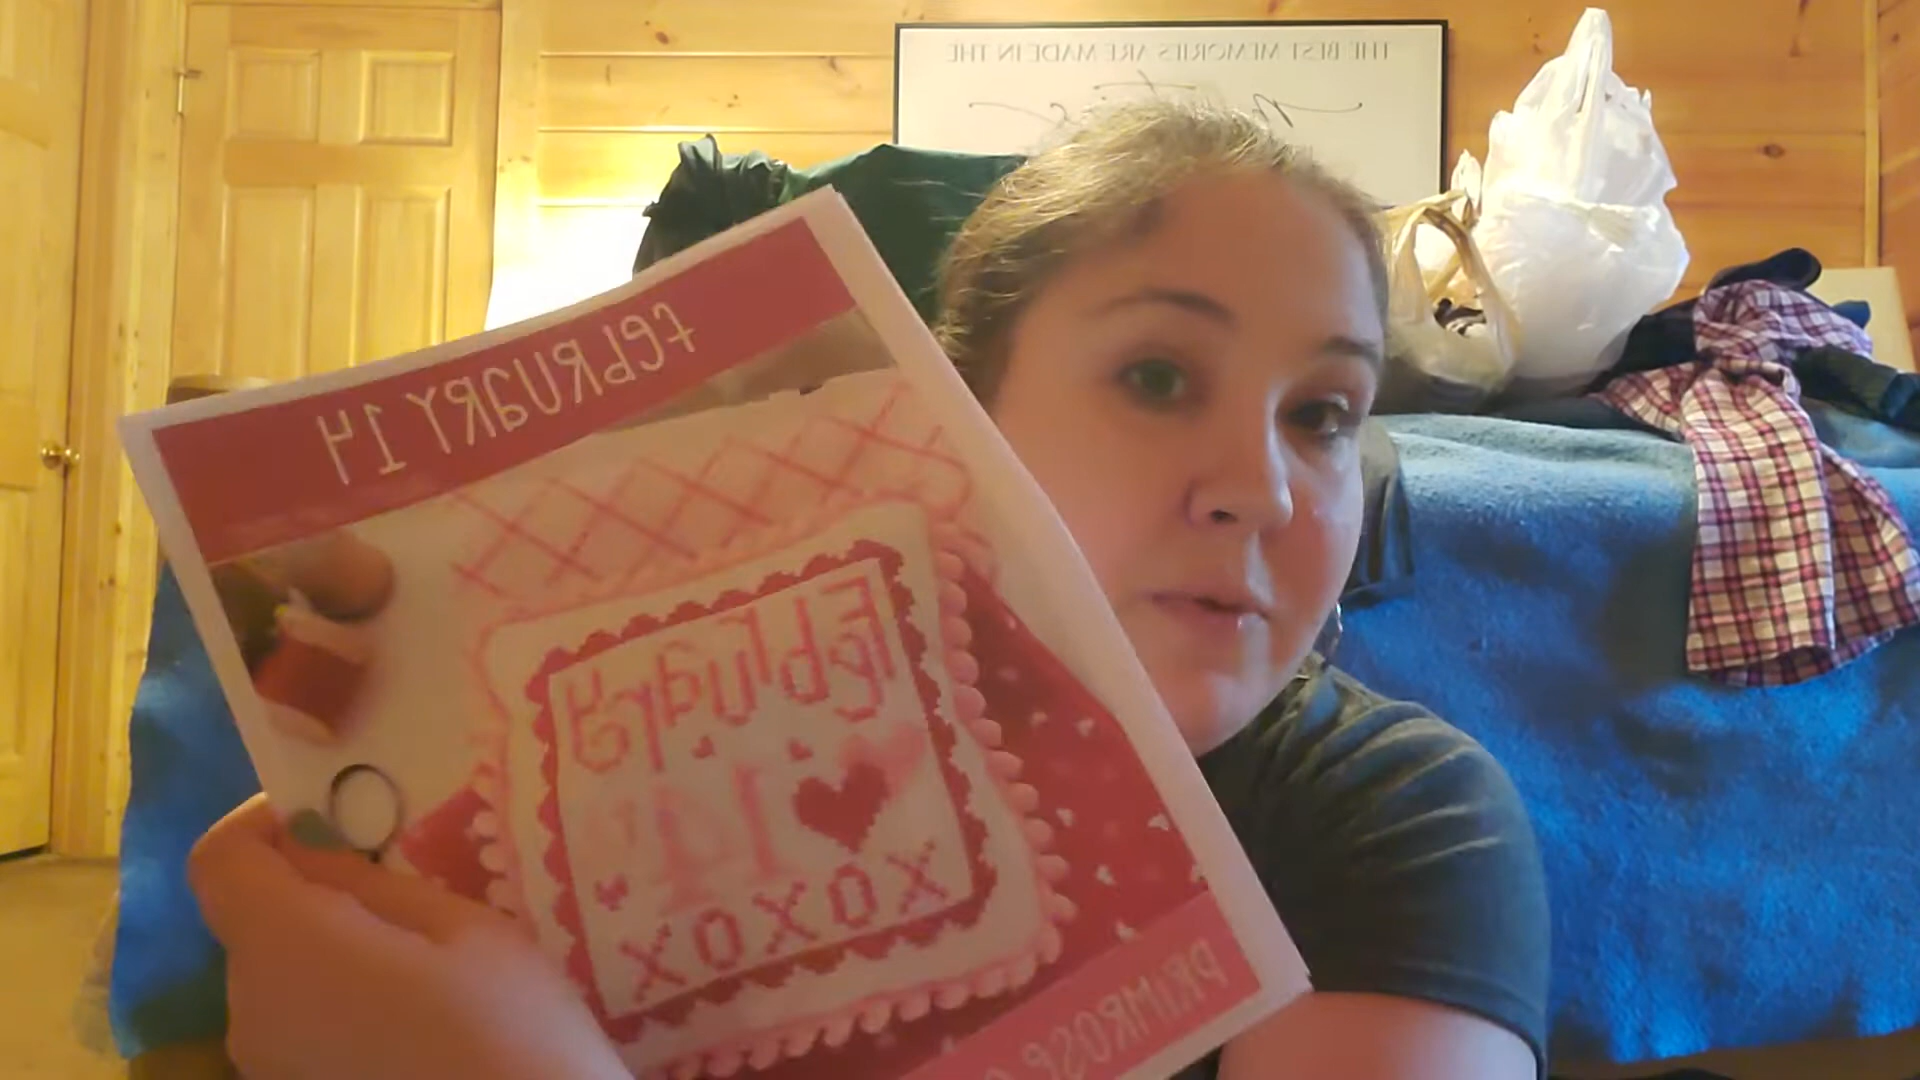 THE BEST MEMORIES ARE MADE IN THE
FEBRUARY 14
February
14
XOXOX
PRIMROSE